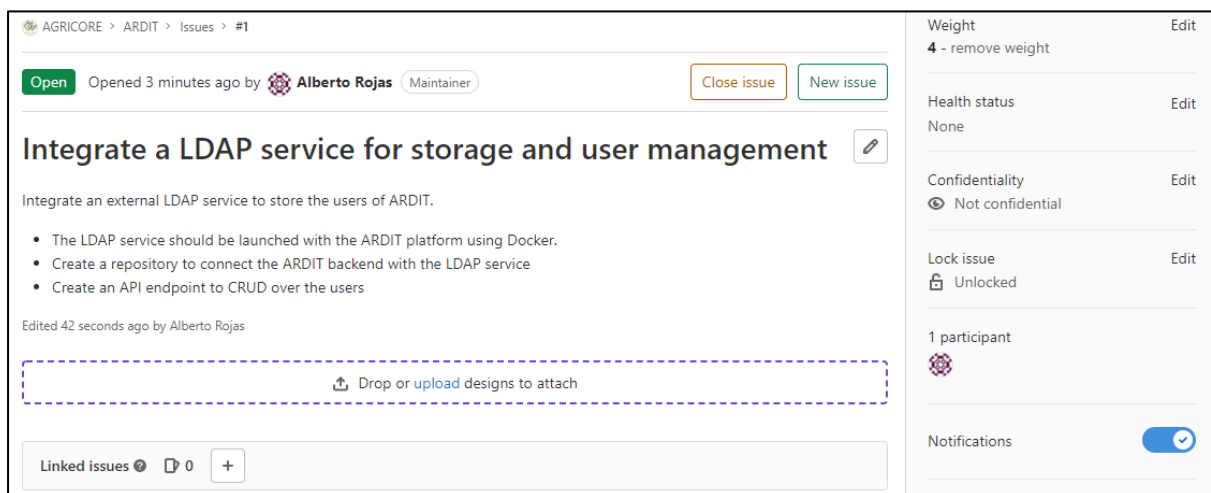 AGRICORE > ARDIT > Issues > #1
Open Opened 3 minutes ago by Alberto Rojas Maintainer Close issue New issue
Integrate a LDAP service for storage and user management
Integrate an external LDAP service to store the users of ARDIT.
• The LDAP service should be launched with the ARDIT platform using Docker.
• Create a repository to connect the ARDIT backend with the LDAP service
• Create an API endpoint to CRUD over the users
Edited 42 seconds ago by Alberto Rojas
Drop or upload designs to attach
Linked issues 0 +
Weight Edit
4 - remove weight
Health status Edit
None
Confidentiality Edit
Not confidential
Lock issue Edit
Unlocked
1 participant
Notifications